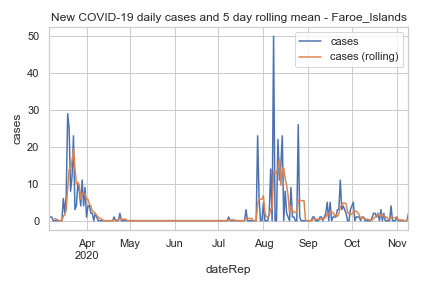 New COVID-19 daily cases and 5 day rolling mean - Faroe_Islands
cases
cases (rolling)
50
40
30
20
10
0
cases
Apr
2020
May
Jun
Jul
Aug
Sep
Oct
Nov
dateRep